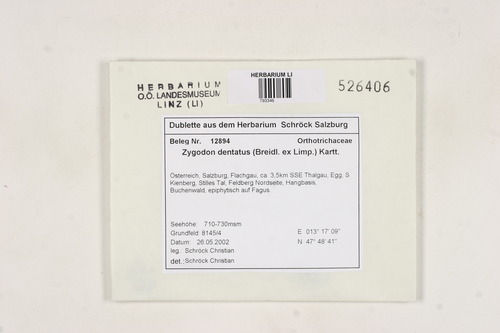 HERBARIUM LI
HERBARIUM
O.Ö. LANDESMUSEUM
LINZ (LI)
526406
Dublette aus dem Herbarium Schröck Salzburg
Beleg Nr. 12894 Orthotrichaceae
Zygodon dentatus (Breidl. ex Limp.) Kartt.
Österreich, Salzburg, Flachgau, ca. 3,5km SSE Thalgau, Egg, S
Kienberg, Stilles Tal, Feldberg Nordseite, Hangbasis,
Buchenwald, epiphytisch auf Fagus.
Seehöhe: 710-730msm
Grundfeld 8145/4 E 013° 17' 09"
Datum: 26.05.2002 N 47° 48' 41"
leg.: Schröck Christian
det.: Schröck Christian